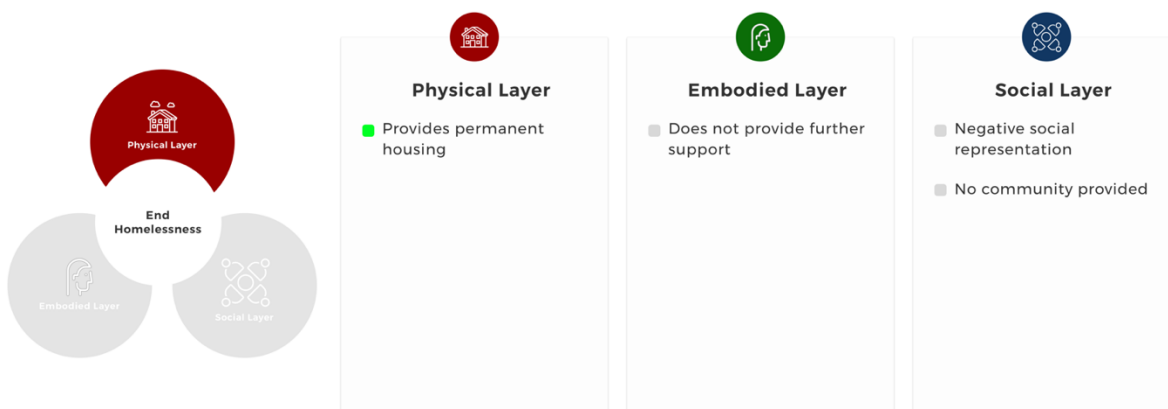 Physical Layer
End
Homelessness
Embodied Layer
Social Layer
Physical Layer
Provides permanent
housing
Embodied Layer
Does not provide further
support
Social Layer
Negative social
representation
No community provided